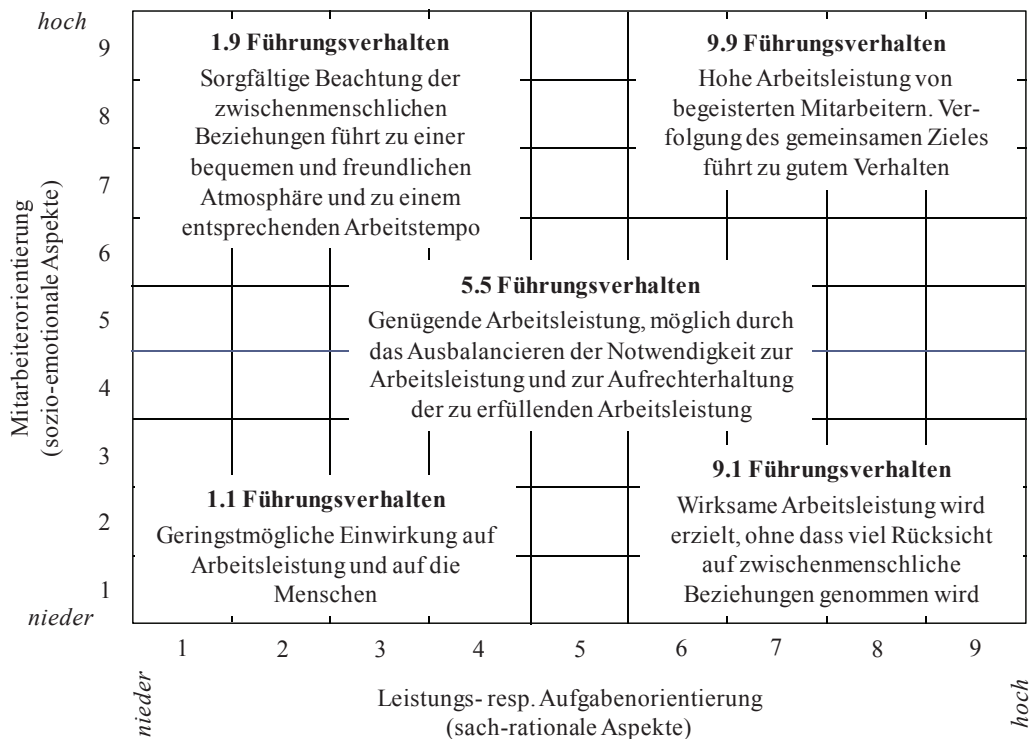 hoch
9
8
7
6
5
4
3
2
1
nieder
Mitarbeiterorientierung
(sozio-emotionale Aspekte)
1.9 Führungsverhalten
Sorgfältige Beachtung der
zwischenmenschlichen
Beziehungen führt zu einer
bequemen und freundlichen
Atmosphäre und zu einem
entsprechenden Arbeitstempo
9.9 Führungsverhalten
Hohe Arbeitsleistung von
begeisterten Mitarbeitern. Ver-
folgung des gemeinsamen Zieles
führt zu gutem Verhalten
5.5 Führungsverhalten
Genügende Arbeitsleistung, möglich durch
das Ausbalancieren der Notwendigkeit zur
Arbeitsleistung und zur Aufrechterhaltung
der zu erfüllenden Arbeitsleistung
1.1 Führungsverhalten
Geringstmögliche Einwirkung auf
Arbeitsleistung und auf die
Menschen
9.1 Führungsverhalten
Wirksame Arbeitsleistung wird
erzielt, ohne dass viel Rücksicht
auf zwischenmenschliche
Beziehungen genommen wird
1 2 3 4 5 6 7 8 9
nieder
Leistungs- resp. Aufgabenorientierung
(sach-rationale Aspekte)
hoch